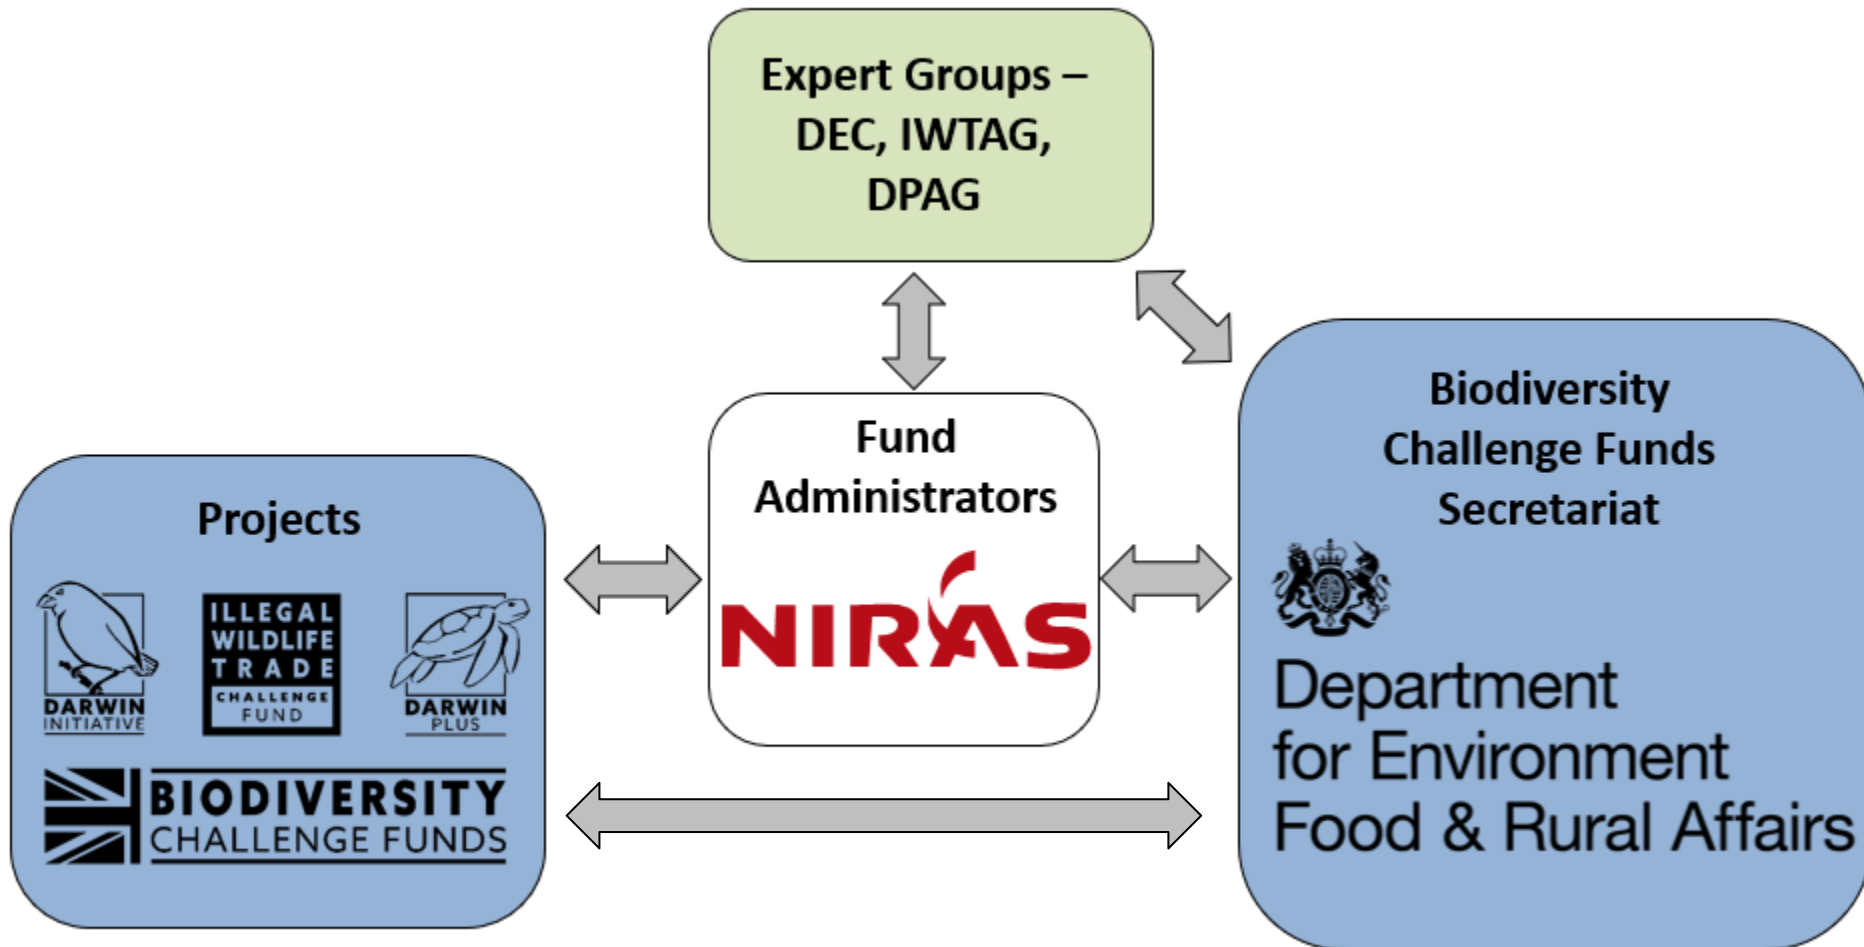 Expert Groups –
DEC, IWTAG,
DPAG
Fund
Administrators
NIRAS
Biodiversity
Challenge Funds
Secretariat
Department
for Environment
Food & Rural Affairs
Projects
DARWIN
INITIATIVE
ILLEGAL
WILDLIFE
TRADE
CHALLENGE
FUND
DARWIN
PLUS
BIODIVERSITY
CHALLENGE FUNDS